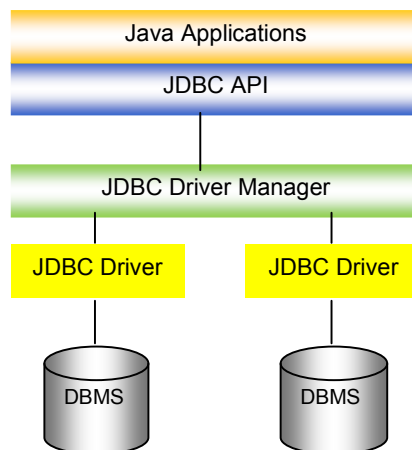 Java Applications
JDBC API
JDBC Driver Manager
JDBC Driver
JDBC Driver
DBMS
DBMS